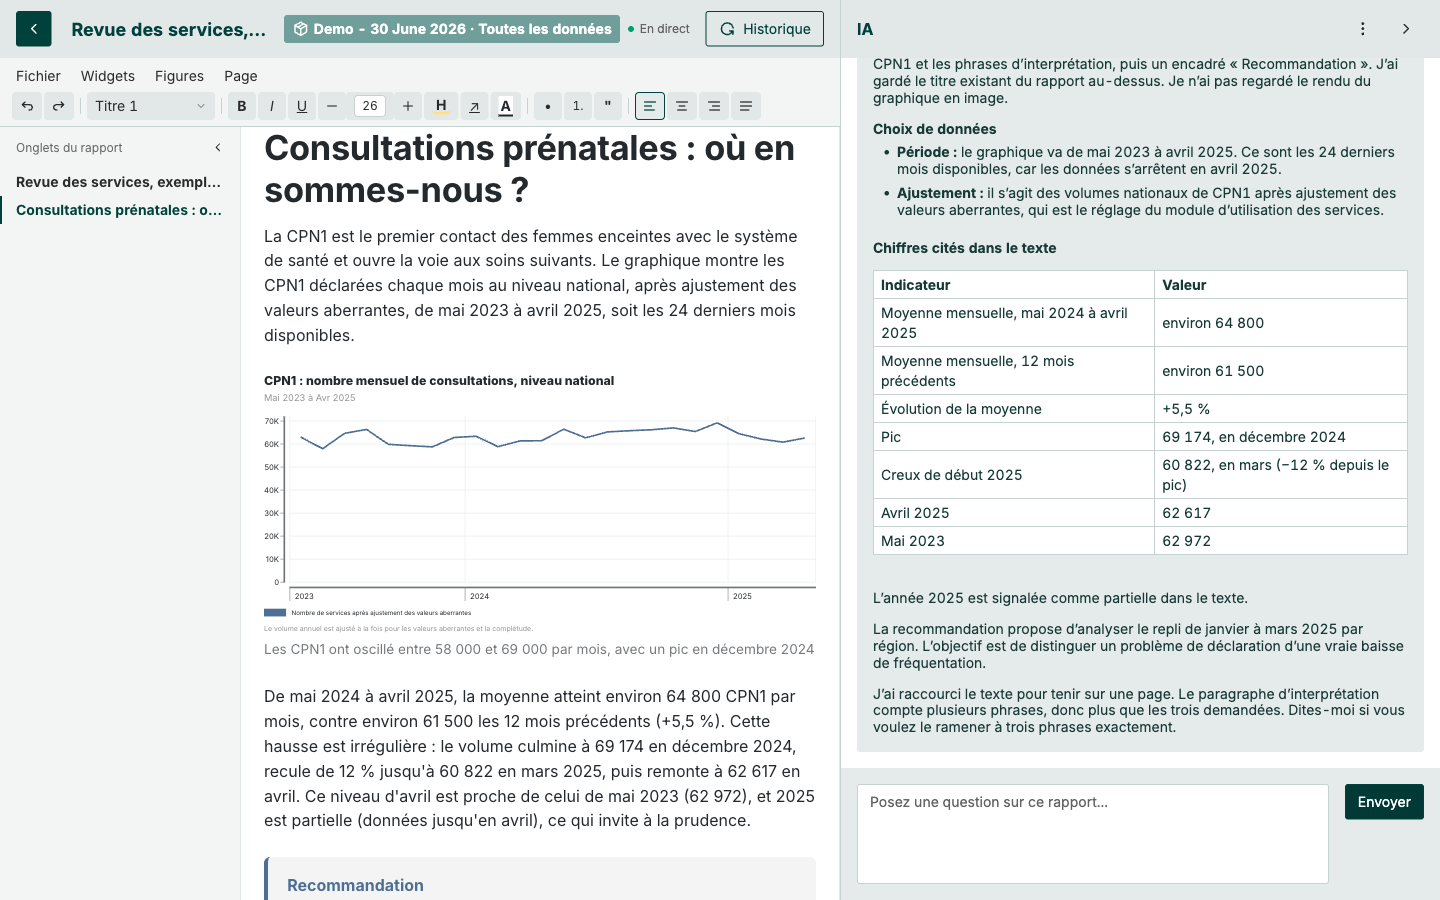 Revue des services,...
Demo - 30 June 2026 · Toutes les données
En direct
Historique
IA
Fichier
Widgets
Figures
Page
Titre 1
B
I
U
26
H
A
1.
"
Onglets du rapport
Revue des services, exempl...
Consultations prénatales : o...
Consultations prénatales : où en
sommes-nous ?
La CPN1 est le premier contact des femmes enceintes avec le système
de santé et ouvre la voie aux soins suivants. Le graphique montre les
CPN1 déclarées chaque mois au niveau national, après ajustement des
valeurs aberrantes, de mai 2023 à avril 2025, soit les 24 derniers mois
disponibles.
CPN1 : nombre mensuel de consultations, niveau national
Mai 2023 à Avr 2025
70K
60K
50K
40K
30K
20K
10K
0
2023
2024
2025
Nombre de services après ajustement des valeurs aberrantes
Le volume annuel est ajusté à la fois pour les valeurs aberrantes et la complétude.
Les CPN1 ont oscillé entre 58 000 et 69 000 par mois, avec un pic en décembre 2024
De mai 2024 à avril 2025, la moyenne atteint environ 64 800 CPN1 par
mois, contre environ 61 500 les 12 mois précédents (+5,5 %). Cette
hausse est irrégulière : le volume culmine à 69 174 en décembre 2024,
recule de 12 % jusqu'à 60 822 en mars 2025, puis remonte à 62 617 en
avril. Ce niveau d'avril est proche de celui de mai 2023 (62 972), et 2025
est partielle (données jusqu'en avril), ce qui invite à la prudence.
Recommandation
CPN1 et les phrases d’interprétation, puis un encadré « Recommandation ». J’ai
gardé le titre existant du rapport au-dessus. Je n’ai pas regardé le rendu du
graphique en image.
Choix de données
• Période : le graphique va de mai 2023 à avril 2025. Ce sont les 24 derniers
mois disponibles, car les données s’arrêtent en avril 2025.
• Ajustement : il s’agit des volumes nationaux de CPN1 après ajustement des
valeurs aberrantes, qui est le réglage du module d’utilisation des services.
Chiffres cités dans le texte
Indicateur
Valeur
Moyenne mensuelle, mai 2024 à avril
2025
environ 64 800
Moyenne mensuelle, 12 mois
précédents
environ 61 500
Évolution de la moyenne
+5,5 %
Pic
69 174, en décembre 2024
Creux de début 2025
60 822, en mars (−12 % depuis le
pic)
Avril 2025
62 617
Mai 2023
62 972
L’année 2025 est signalée comme partielle dans le texte.
La recommandation propose d’analyser le repli de janvier à mars 2025 par
région. L’objectif est de distinguer un problème de déclaration d’une vraie baisse
de fréquentation.
J’ai raccourci le texte pour tenir sur une page. Le paragraphe d’interprétation
compte plusieurs phrases, donc plus que les trois demandées. Dites-moi si vous
voulez le ramener à trois phrases exactement.
Posez une question sur ce rapport...
Envoyer